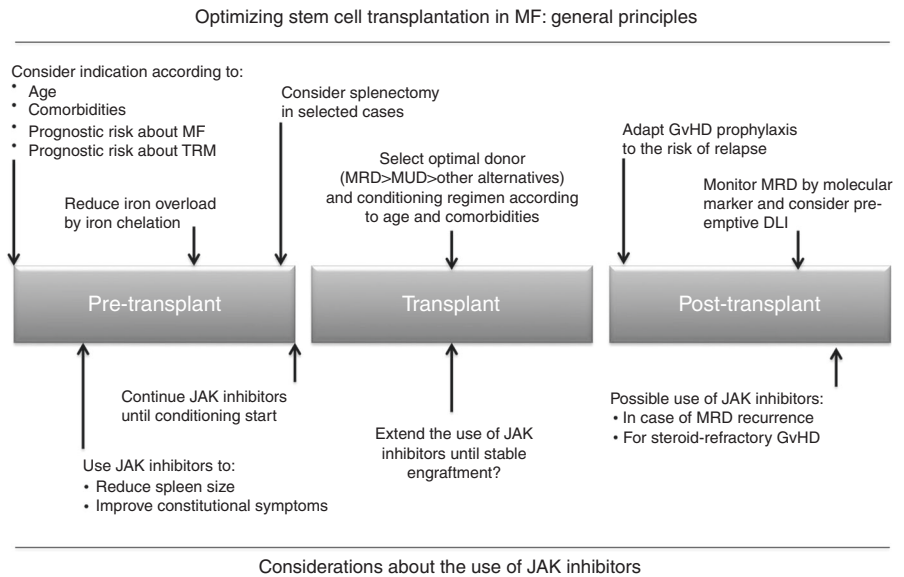 Optimizing stem cell transplantation in MF: general principles
Consider indication according to:
• Age
• Comorbidities
• Prognostic risk about MF
• Prognostic risk about TRM
Reduce iron overload
by iron chelation
Consider splenectomy
in selected cases
Select optimal donor
(MRD>MUD>other alternatives)
and conditioning regimen according
to age and comorbidities
Adapt GvHD prophylaxis
to the risk of relapse
Monitor MRD by molecular
marker and consider pre-
emptive DLI
Pre-transplant
Transplant
Post-transplant
Continue JAK inhibitors
until conditioning start
Use JAK inhibitors to:
• Reduce spleen size
• Improve constitutional symptoms
Extend the use of JAK
inhibitors until stable
engraftment?
Possible use of JAK inhibitors:
• In case of MRD recurrence
• For steroid-refractory GvHD
Considerations about the use of JAK inhibitors